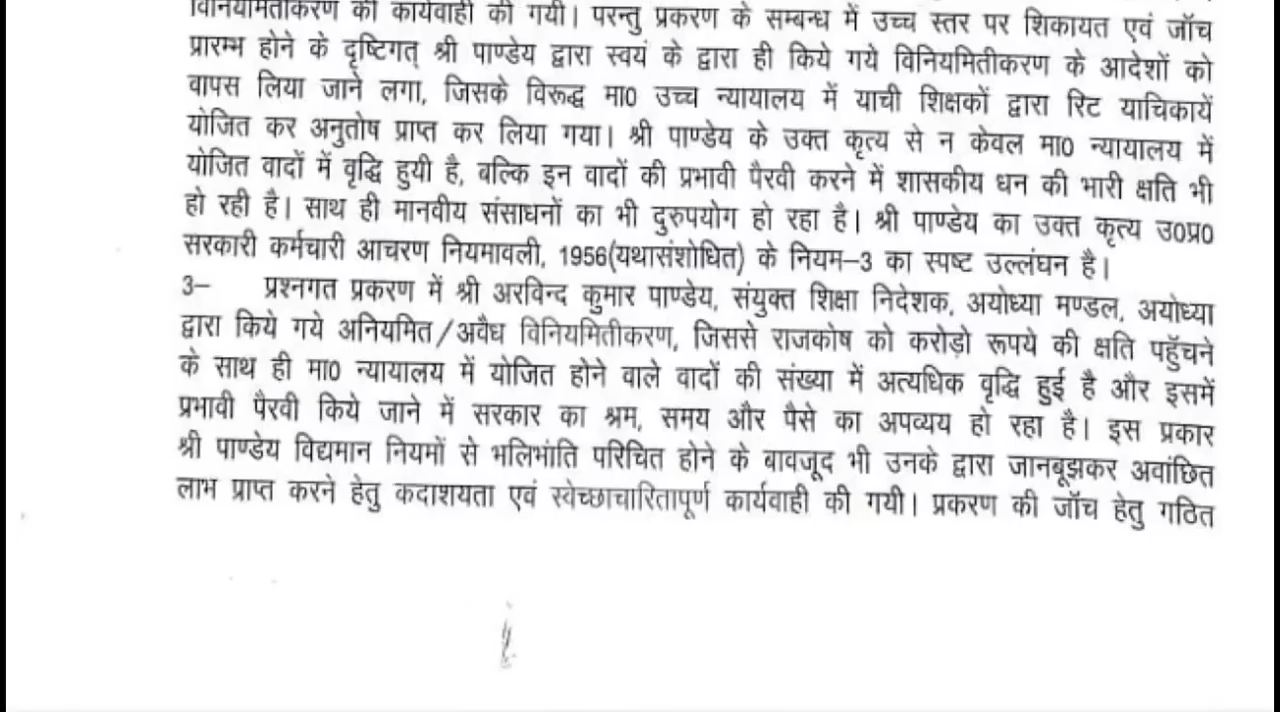 विनियमितीकरण की कार्यवाही की गयी। परन्तु प्रकरण के सम्बन्ध में उच्च स्तर पर शिकायत एवं जॉच
प्रारम्भ होने के दृष्टिगत् श्री पाण्डेय द्वारा स्वयं के द्वारा ही किये गये विनियमितीकरण के आदेशों को
वापस लिया जाने लगा, जिसके विरूद्ध मा0 उच्च न्यायालय में याची शिक्षकों द्वारा रिट याचिकायें
योजित कर अनुतोष प्राप्त कर लिया गया। श्री पाण्डेय के उक्त कृत्य से न केवल मा0 न्यायालय में
योजित वादों में वृद्धि हुयी है, बल्कि इन वादों की प्रभावी पैरवी करने में शासकीय धन की भारी क्षति भी
हो रही है। साथ ही मानवीय संसाधनों का भी दुरुपयोग हो रहा है। श्री पाण्डेय का उक्त कृत्य उ0प्र0
सरकारी कर्मचारी आचरण नियमावली, 1956(यथासंशोधित) के नियम–3 का स्पष्ट उल्लंघन है।
3– प्रश्नगत प्रकरण में श्री अरविन्द कुमार पाण्डेय, संयुक्त शिक्षा निदेशक, अयोध्या मण्डल, अयोध्या
द्वारा किये गये अनियमित/अवैध विनियमितीकरण, जिससे राजकोष को करोड़ो रूपये की क्षति पहुँचने
के साथ ही मा0 न्यायालय में योजित होने वाले वादों की संख्या में अत्यधिक वृद्धि हुई है और इसमें
प्रभावी पैरवी किये जाने में सरकार का श्रम, समय और पैसे का अपव्यय हो रहा है। इस प्रकार
श्री पाण्डेय विद्यमान नियमों से भलिभांति परिचित होने के बावजूद भी उनके द्वारा जानबूझकर अवांछित
लाभ प्राप्त करने हेतु कदाशयता एवं स्वेच्छाचारितापूर्ण कार्यवाही की गयी। प्रकरण की जॉच हेतु गठित